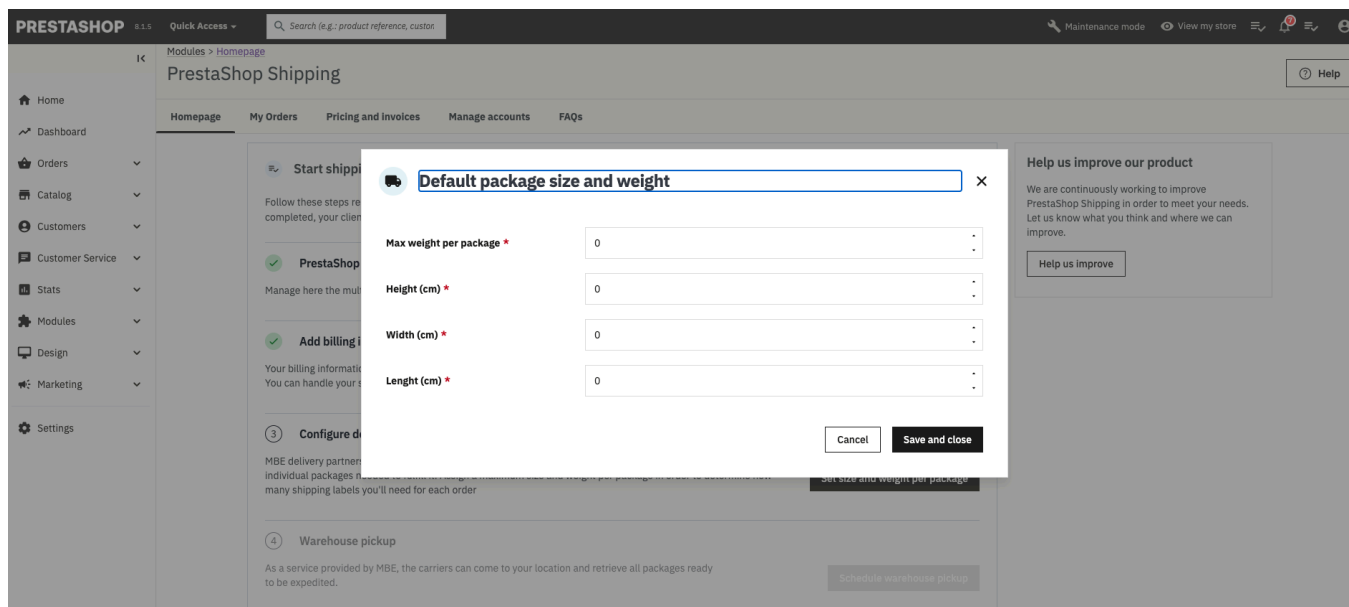 PRESTASHOP 8.1.5 Quick Access Search (e.g.: product reference, custon Maintenance mode View my store 7
Modules > Homepage
PrestaShop Shipping
Help
Home
Dashboard
Orders
Catalog
Customers
Customer Service
Stats
Modules
Design
Marketing
Settings
Homepage My Orders Pricing and invoices Manage accounts FAQs
Start shippi
Follow these steps re
completed, your clien
PrestaShop
Manage here the mul
Add billing i
Your billing informatio
You can handle your s
3 Configure de
MBE delivery partner
individual packages
many shipping labels you'll need for each order
Set size and weight per package
4 Warehouse pickup
As a service provided by MBE, the carriers can come to your location and retrieve all packages ready
to be expedited.
Schedule warehouse pickup
Default package size and weight
Max weight per package * 0
Height (cm) * 0
Width (cm) * 0
Lenght (cm) * 0
Cancel Save and close
Help us improve our product
We are continuously working to improve
PrestaShop Shipping in order to meet your needs.
Let us know what you think and where we can
improve.
Help us improve